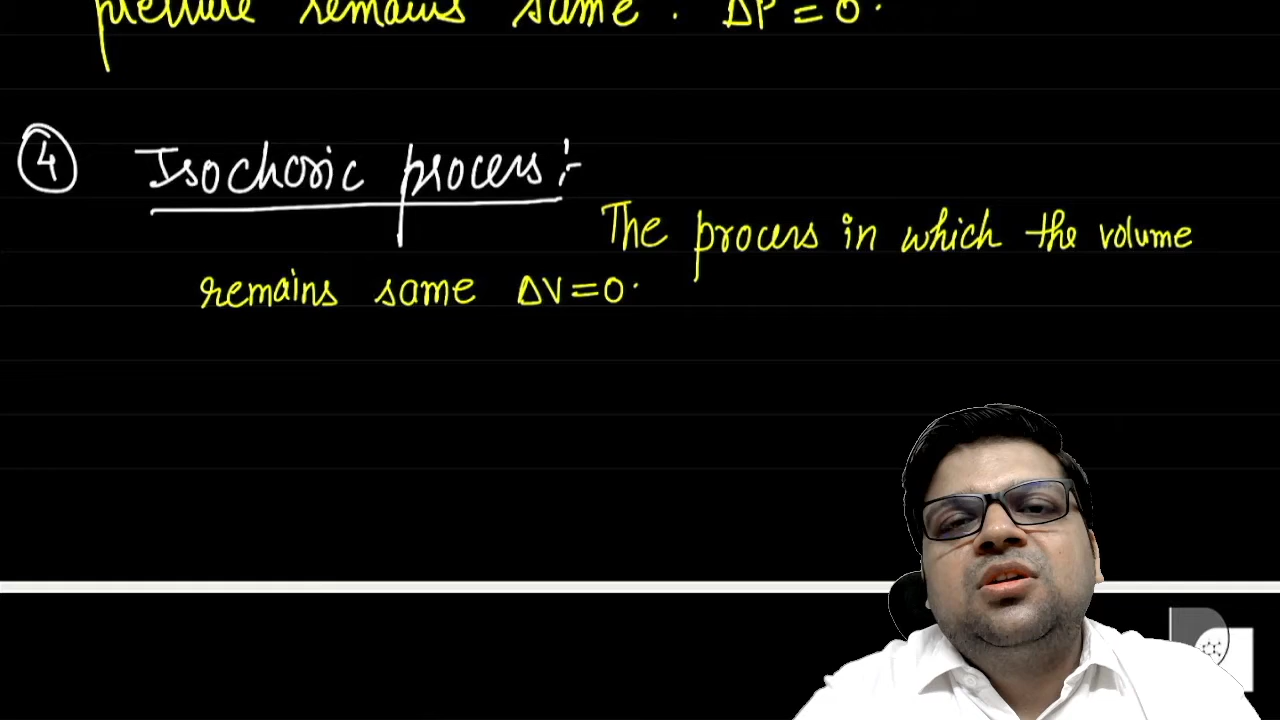 pressure remains same. ΔP = 0.
④ Isochoric process:-
The process in which the volume
remains same ΔV=0.